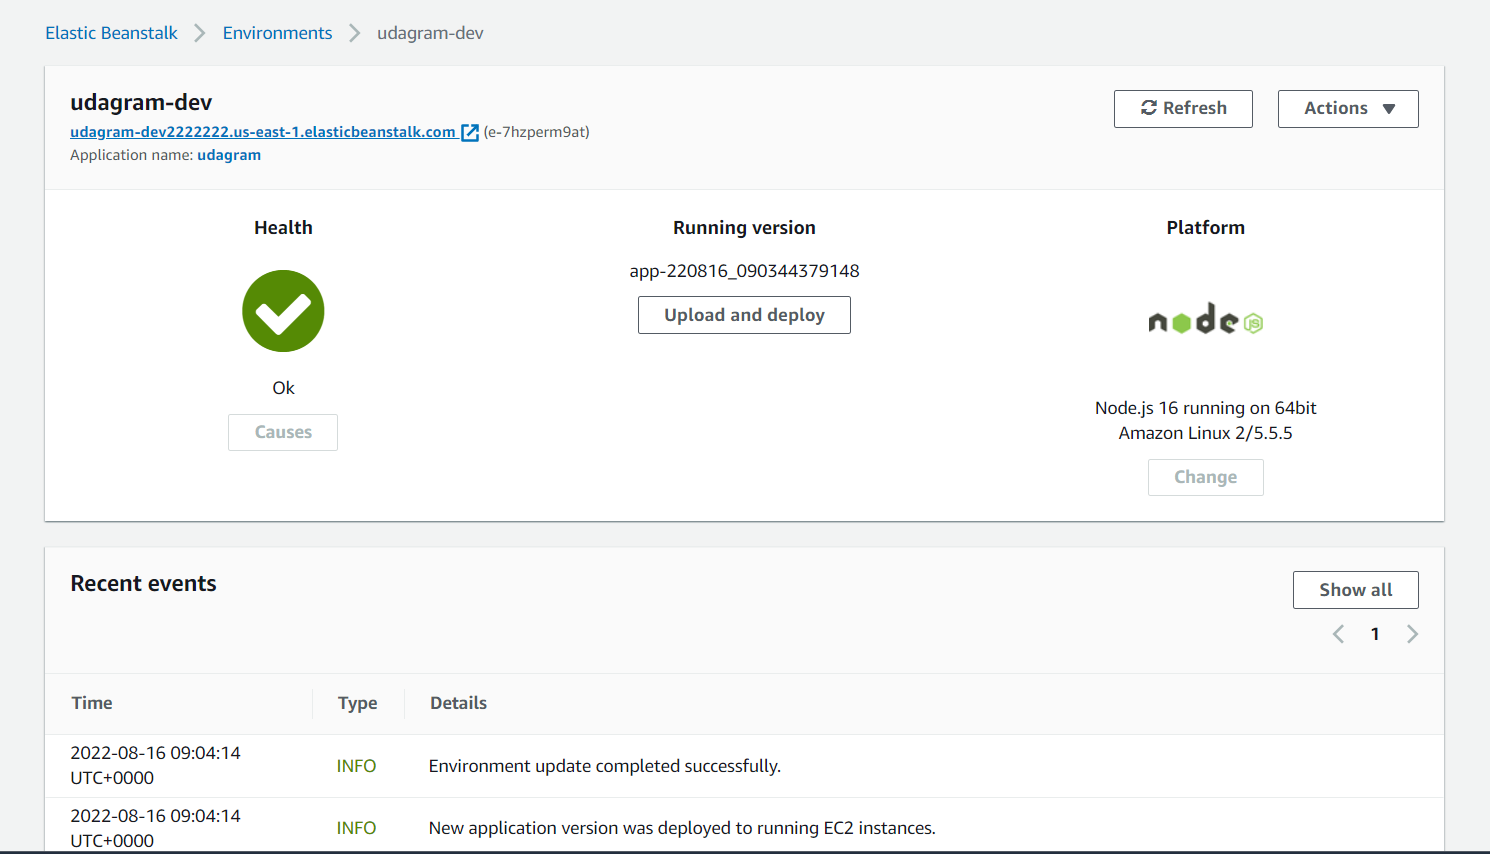 Elastic Beanstalk > Environments > udagram-dev
udagram-dev
udagram-dev2222222.us-east-1.elasticbeanstalk.com (e-7hzperm9at)
Application name: udagram
Refresh
Actions
Health
Ok
Causes
Running version
app-220816_090344379148
Upload and deploy
Platform
node JS
Node.js 16 running on 64bit
Amazon Linux 2/5.5.5
Change
Recent events
Show all
1
Time Type Details
2022-08-16 09:04:14
UTC+0000
INFO
Environment update completed successfully.
2022-08-16 09:04:14
UTC+0000
INFO
New application version was deployed to running EC2 instances.